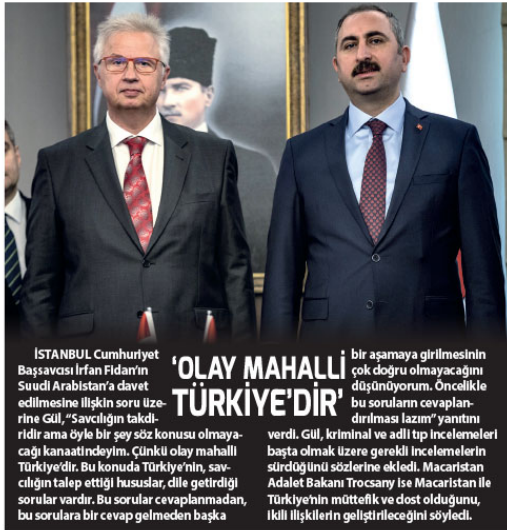 İSTANBUL Cumhuriyet
Başsavcısı İrfan Fidan’ın
Suudi Arabistan’a davet
edilmesine ilişkin soru üze-
rine Gül, “Savcılığın takdi-
ridir ama öyle bir şey söz konusu olmaya-
cağı kanaatindeyim. Çünkü olay mahalli
Türkiye’dir. Bu konuda Türkiye’nin, sav-
cılığın talep ettiği hususlar, dile getirdiği
sorular vardır. Bu sorular cevaplanmadan,
bu sorulara bir cevap gelmeden başka
‘OLAY MAHALLİ
TÜRKİYE’DİR’
bir aşamaya girilmesinin
çok doğru olmayacağını
düşünüyorum. Öncelikle
bu soruların cevaplan-
dırılması lazım” yanıtını
verdi. Gül, kriminal ve adli tıp incelemeleri
başta olmak üzere gerekli incelemelerin
sürdüğünü sözlerine ekledi. Macaristan
Adalet Bakanı Trocsany ise Macaristan ile
Türkiye’nin müttefik ve dost olduğunu,
ikili ilişkilerin geliştirileceğini söyledi.